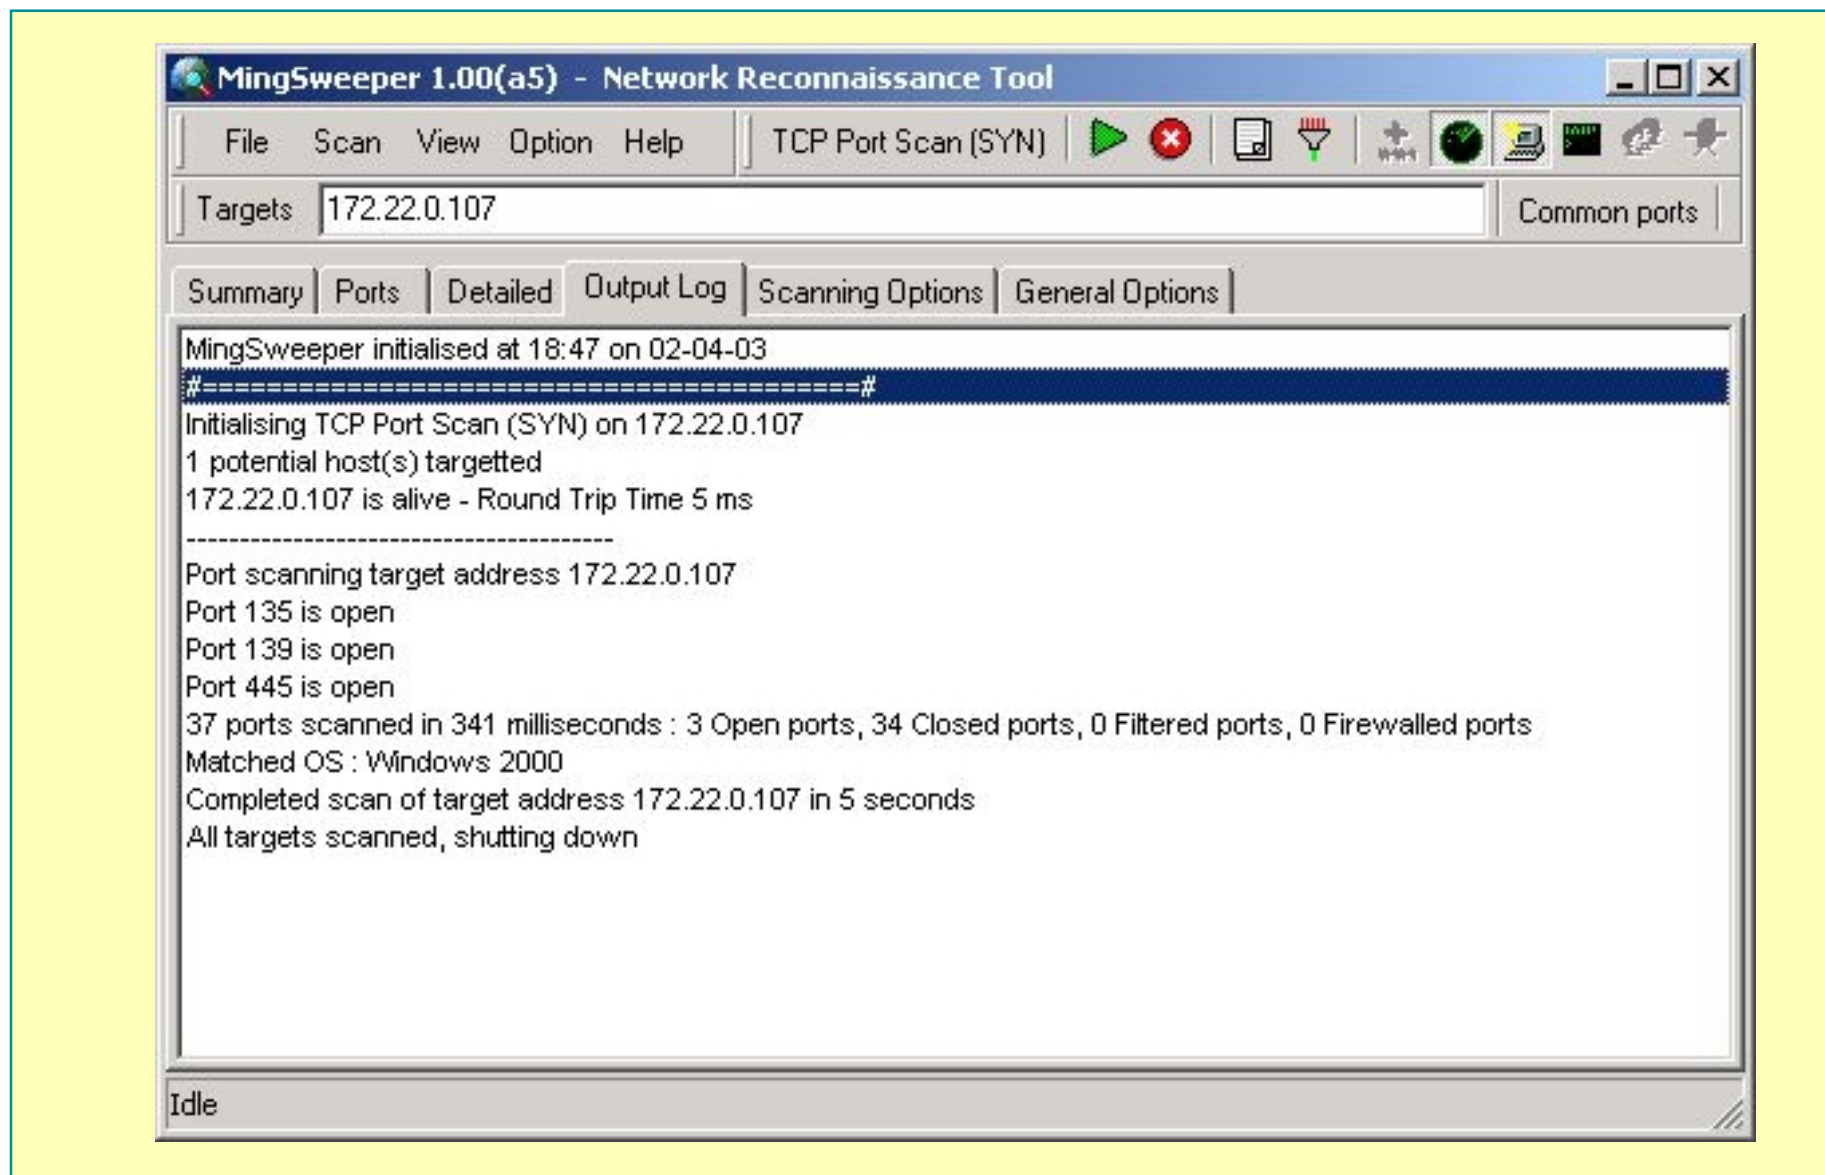 MingSweeper 1.00(a5) - Network Reconnaissance Tool
File Scan View Option Help TCP Port Scan (SYN)
Targets 172.22.0.107 Common ports
Summary Ports Detailed Output Log Scanning Options General Options
MingSweeper initialised at 18:47 on 02-04-03
#=========================================#
Initialising TCP Port Scan (SYN) on 172.22.0.107
1 potential host(s) targetted
172.22.0.107 is alive - Round Trip Time 5 ms
----------------------------------------
Port scanning target address 172.22.0.107
Port 135 is open
Port 139 is open
Port 445 is open
37 ports scanned in 341 milliseconds : 3 Open ports, 34 Closed ports, 0 Filtered ports, 0 Firewalled ports
Matched OS : Windows 2000
Completed scan of target address 172.22.0.107 in 5 seconds
All targets scanned, shutting down
Idle